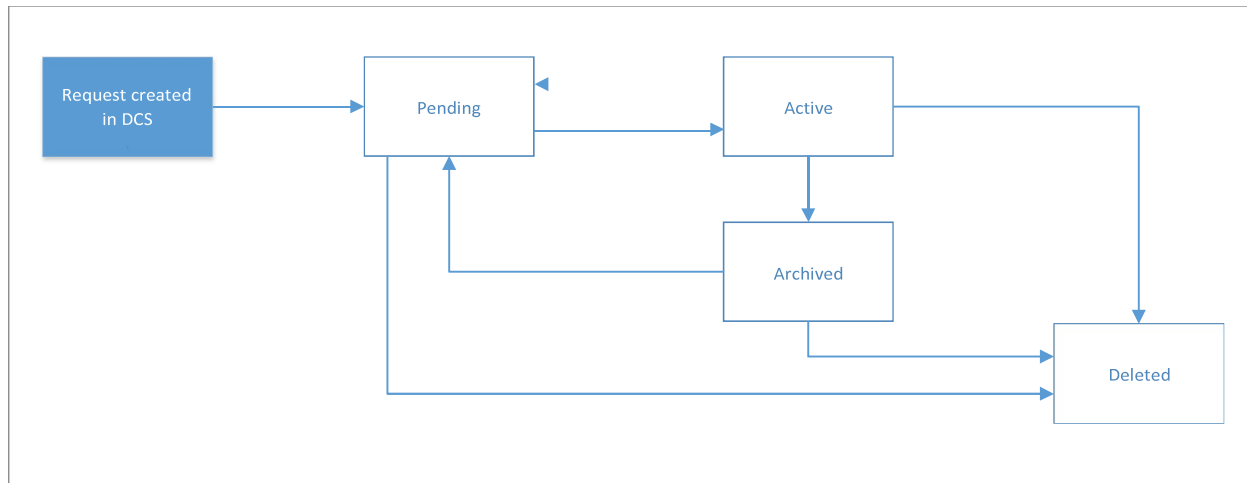 Request created
in DCS
Pending
Active
Archived
Deleted